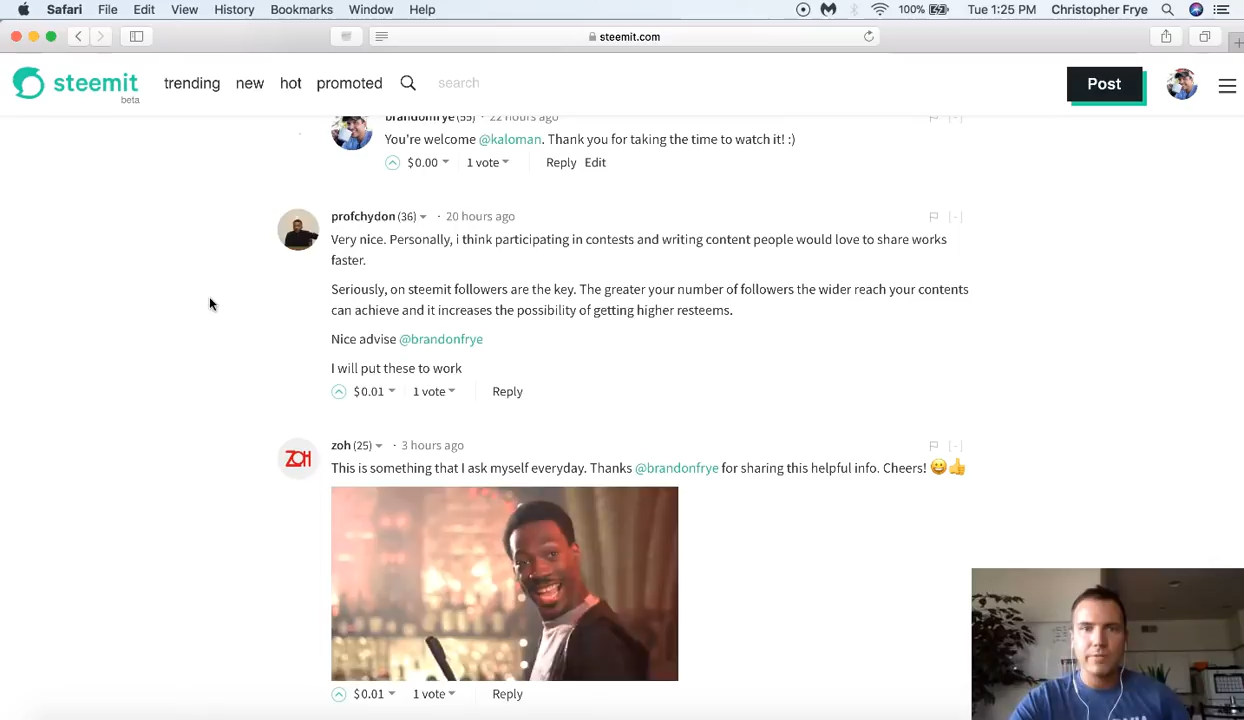 Safari File Edit View History Bookmarks Window Help 100% Tue 1:25 PM Christopher Frye
steemit.com
steemit beta trending new hot promoted search Post
brandonfrye (55) · 22 hours ago
You're welcome @kaloman. Thank you for taking the time to watch it! :)
$0.00 1 vote Reply Edit
profchydon (36) · 20 hours ago
Very nice. Personally, i think participating in contests and writing content people would love to share works
faster.
Seriously, on steemit followers are the key. The greater your number of followers the wider reach your contents
can achieve and it increases the possibility of getting higher resteems.
Nice advise @brandonfrye
I will put these to work
$0.01 1 vote Reply
ZOH zoh (25) · 3 hours ago
This is something that I ask myself everyday. Thanks @brandonfrye for sharing this helpful info. Cheers! 😀👍
$0.01 1 vote Reply